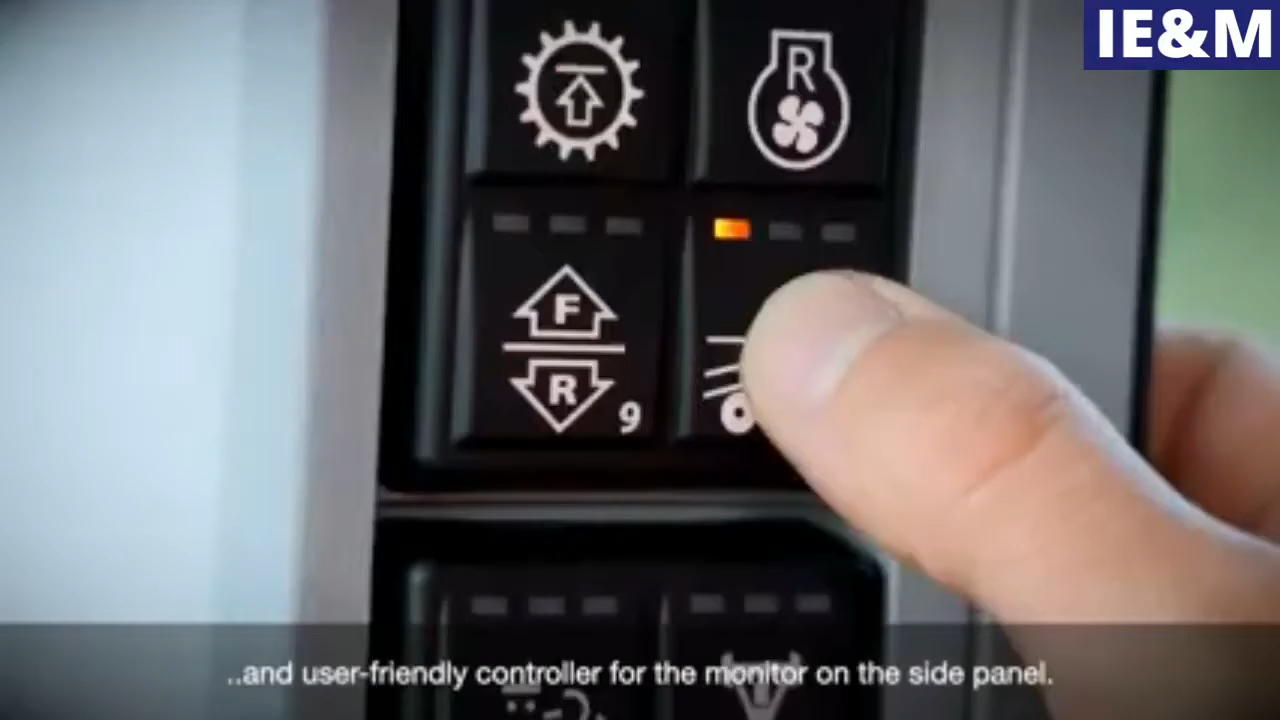 IE&M
R
F
R
9
..and user-friendly controller for the monitor on the side panel.